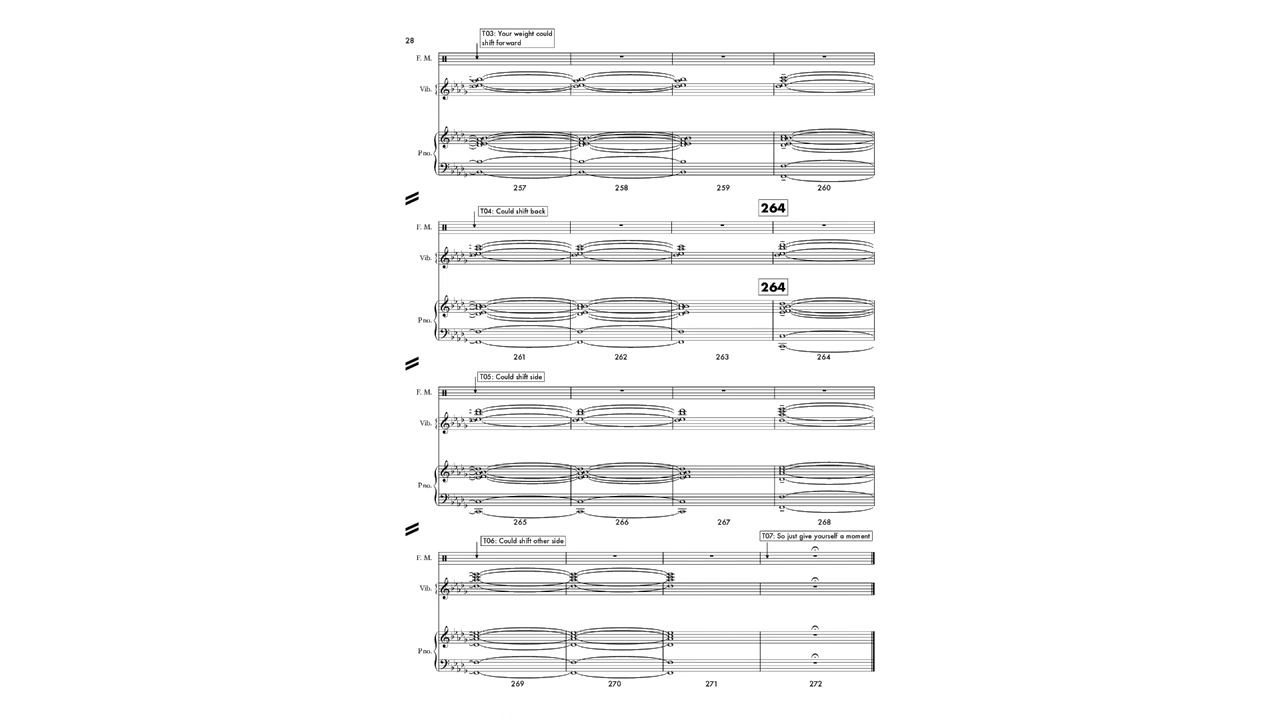 28
T03: Your weight could
shift forward
F. M.
Vib.
Pno.
257 258 259 260
T04: Could shift back
264
F. M.
Vib.
264
Pno.
261 262 263 264
T05: Could shift side
F. M.
Vib.
Pno.
265 266 267 268
T06: Could shift other side
T07: So just give yourself a moment
F. M.
Vib.
Pno.
269 270 271 272